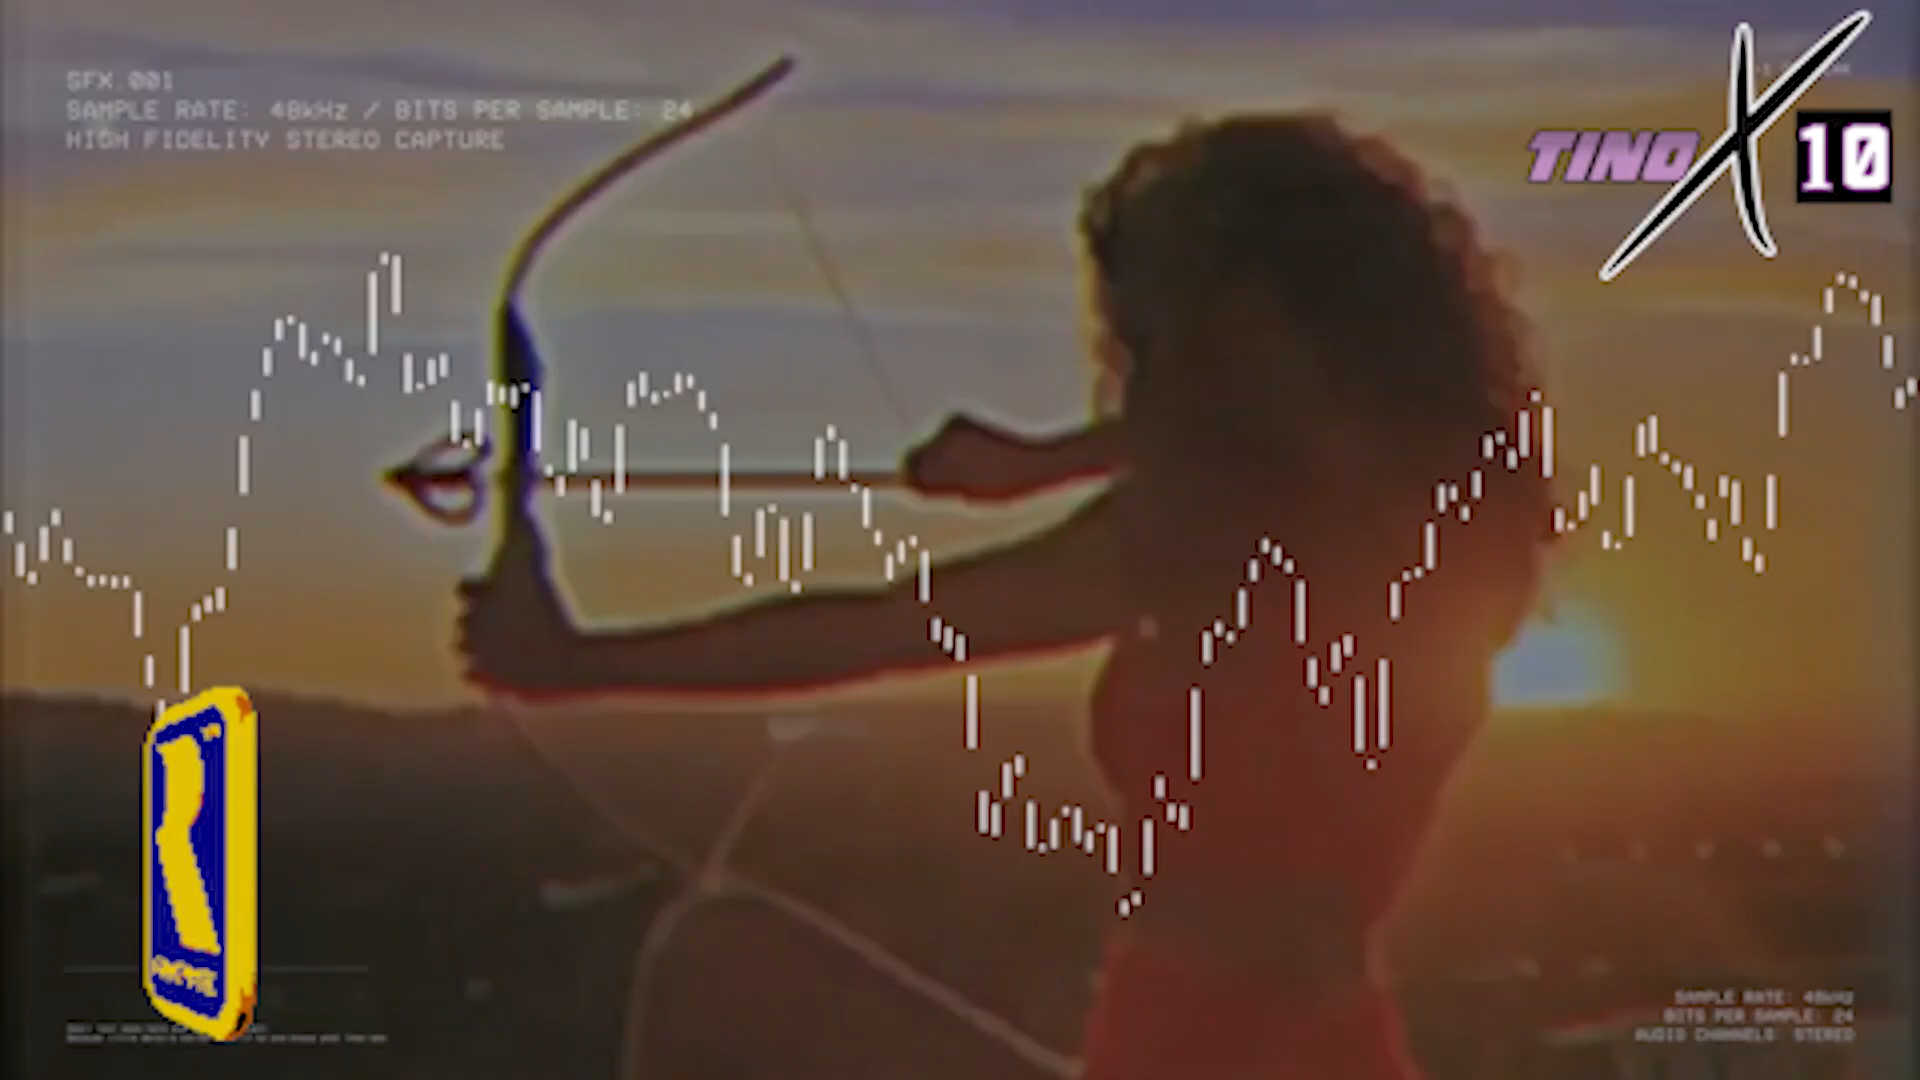 SFX.001
SAMPLE RATE: 48kHz / BITS PER SAMPLE: 24
HIGH FIDELITY STEREO CAPTURE
TINO X 10
SAMPLE RATE: 48kHz
BITS PER SAMPLE: 24
AUDIO CHANNELS: STEREO